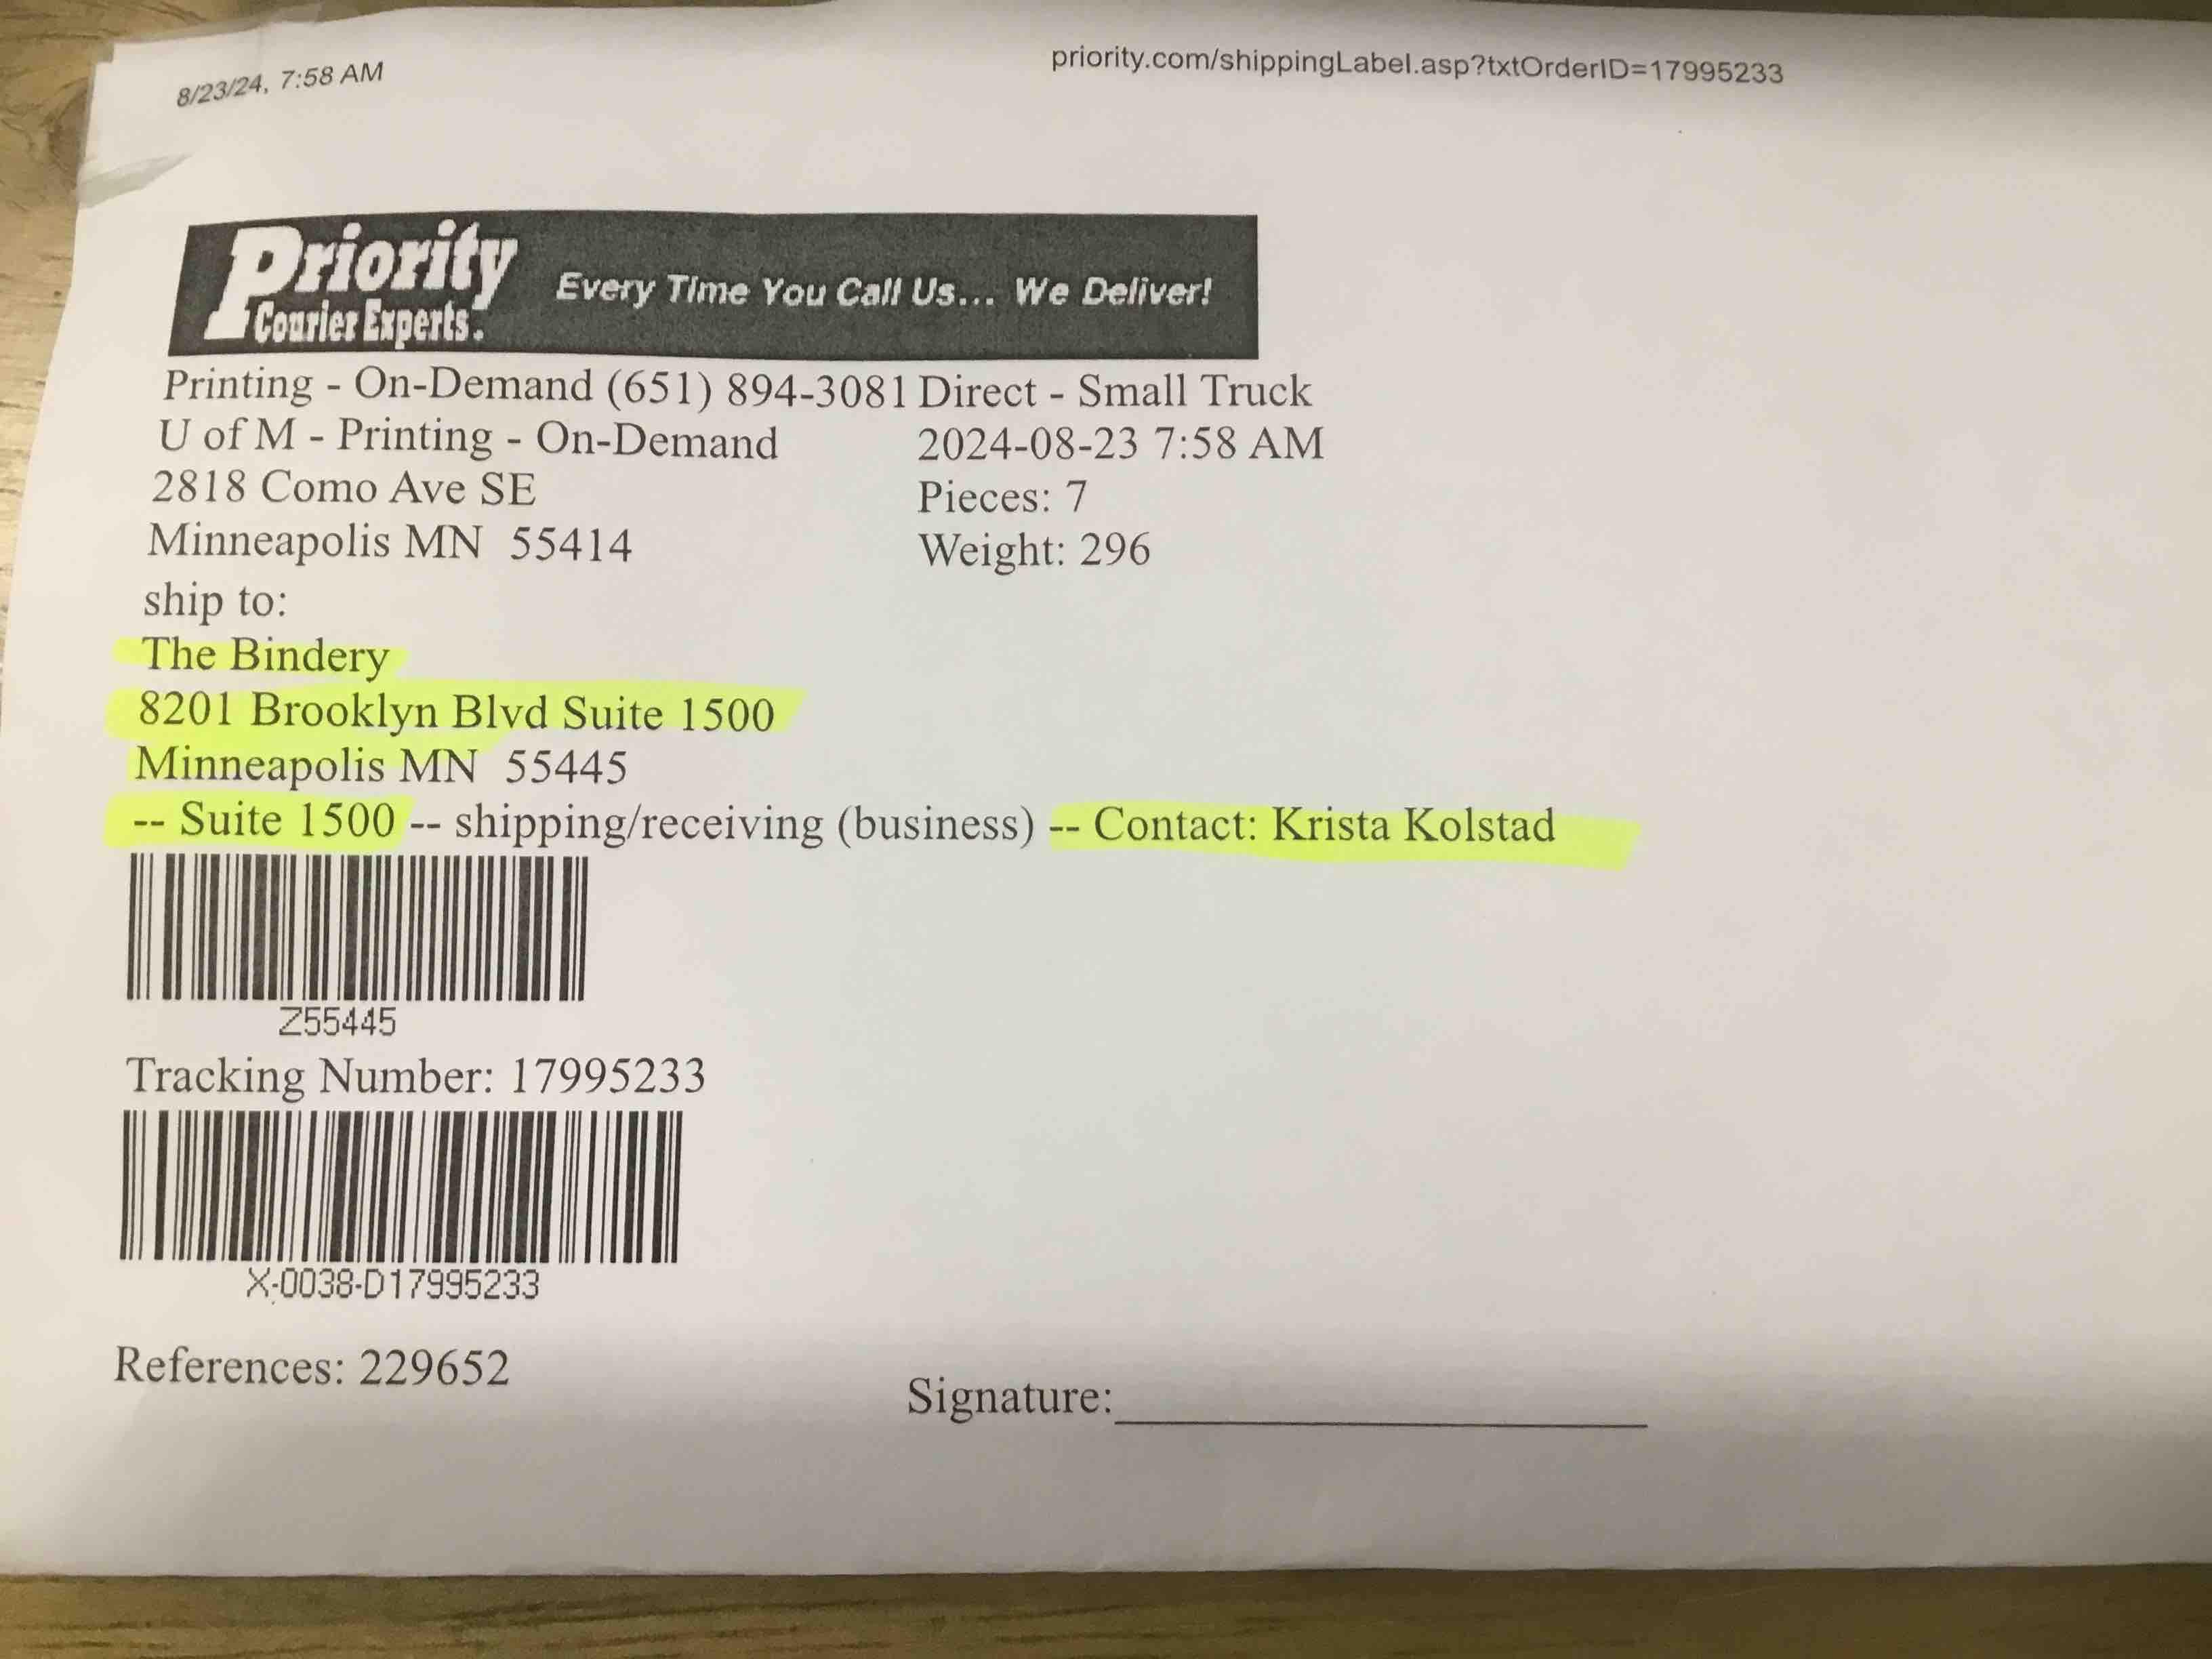 8/23/24, 7:58 AM priority.com/shippingLabel.asp?txtOrderID=17995233
Priority
Courier Experts.
Every Time You Call Us... We Deliver!
Printing - On-Demand (651) 894-3081 Direct - Small Truck
U of M - Printing - On-Demand 2024-08-23 7:58 AM
2818 Como Ave SE Pieces: 7
Minneapolis MN 55414 Weight: 296
ship to:
The Bindery
8201 Brooklyn Blvd Suite 1500
Minneapolis MN 55445
-- Suite 1500 -- shipping/receiving (business) -- Contact: Krista Kolstad
Z55445
Tracking Number: 17995233
X-0038-D17995233
References: 229652
Signature: